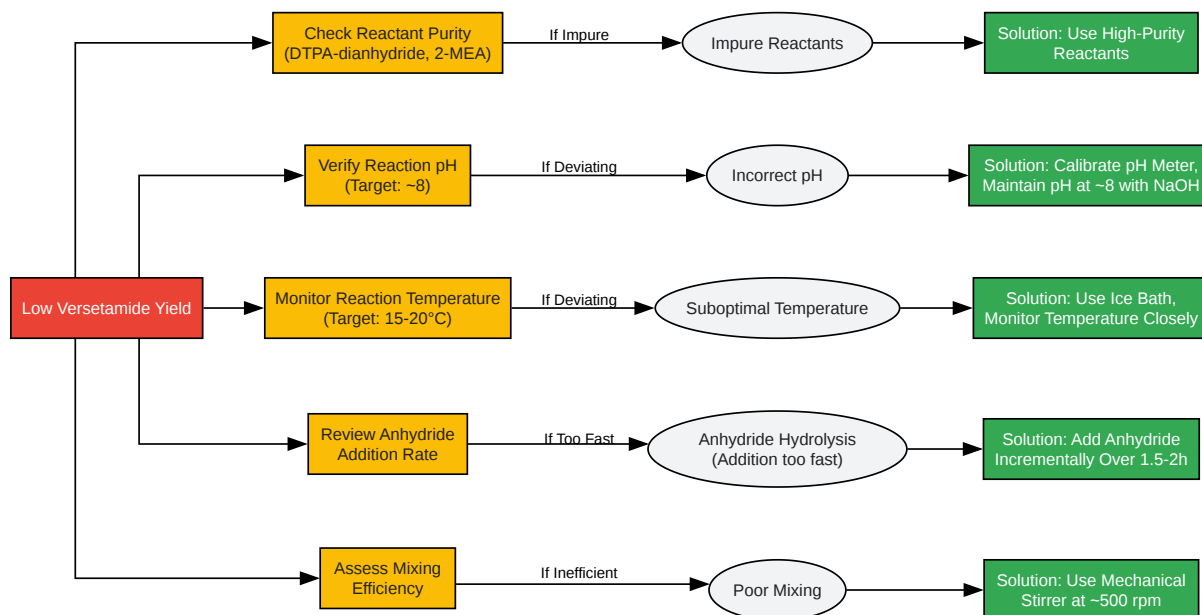 Check Reactant Purity
(DTPA-dianhydride, 2-MEA)
If Impure
Impure Reactants
Solution: Use High-Purity
Reactants
Verify Reaction pH
(Target: ~8)
If Deviating
Incorrect pH
Solution: Calibrate pH Meter,
Maintain pH at ~8 with NaOH
Low Versetamide Yield
Monitor Reaction Temperature
(Target: 15-20°C)
If Deviating
Suboptimal Temperature
Solution: Use Ice Bath,
Monitor Temperature Closely
Review Anhydride
Addition Rate
If Too Fast
Anhydride Hydrolysis
(Addition too fast)
Solution: Add Anhydride
Incrementally Over 1.5-2h
Assess Mixing
Efficiency
If Inefficient
Poor Mixing
Solution: Use Mechanical
Stirrer at ~500 rpm